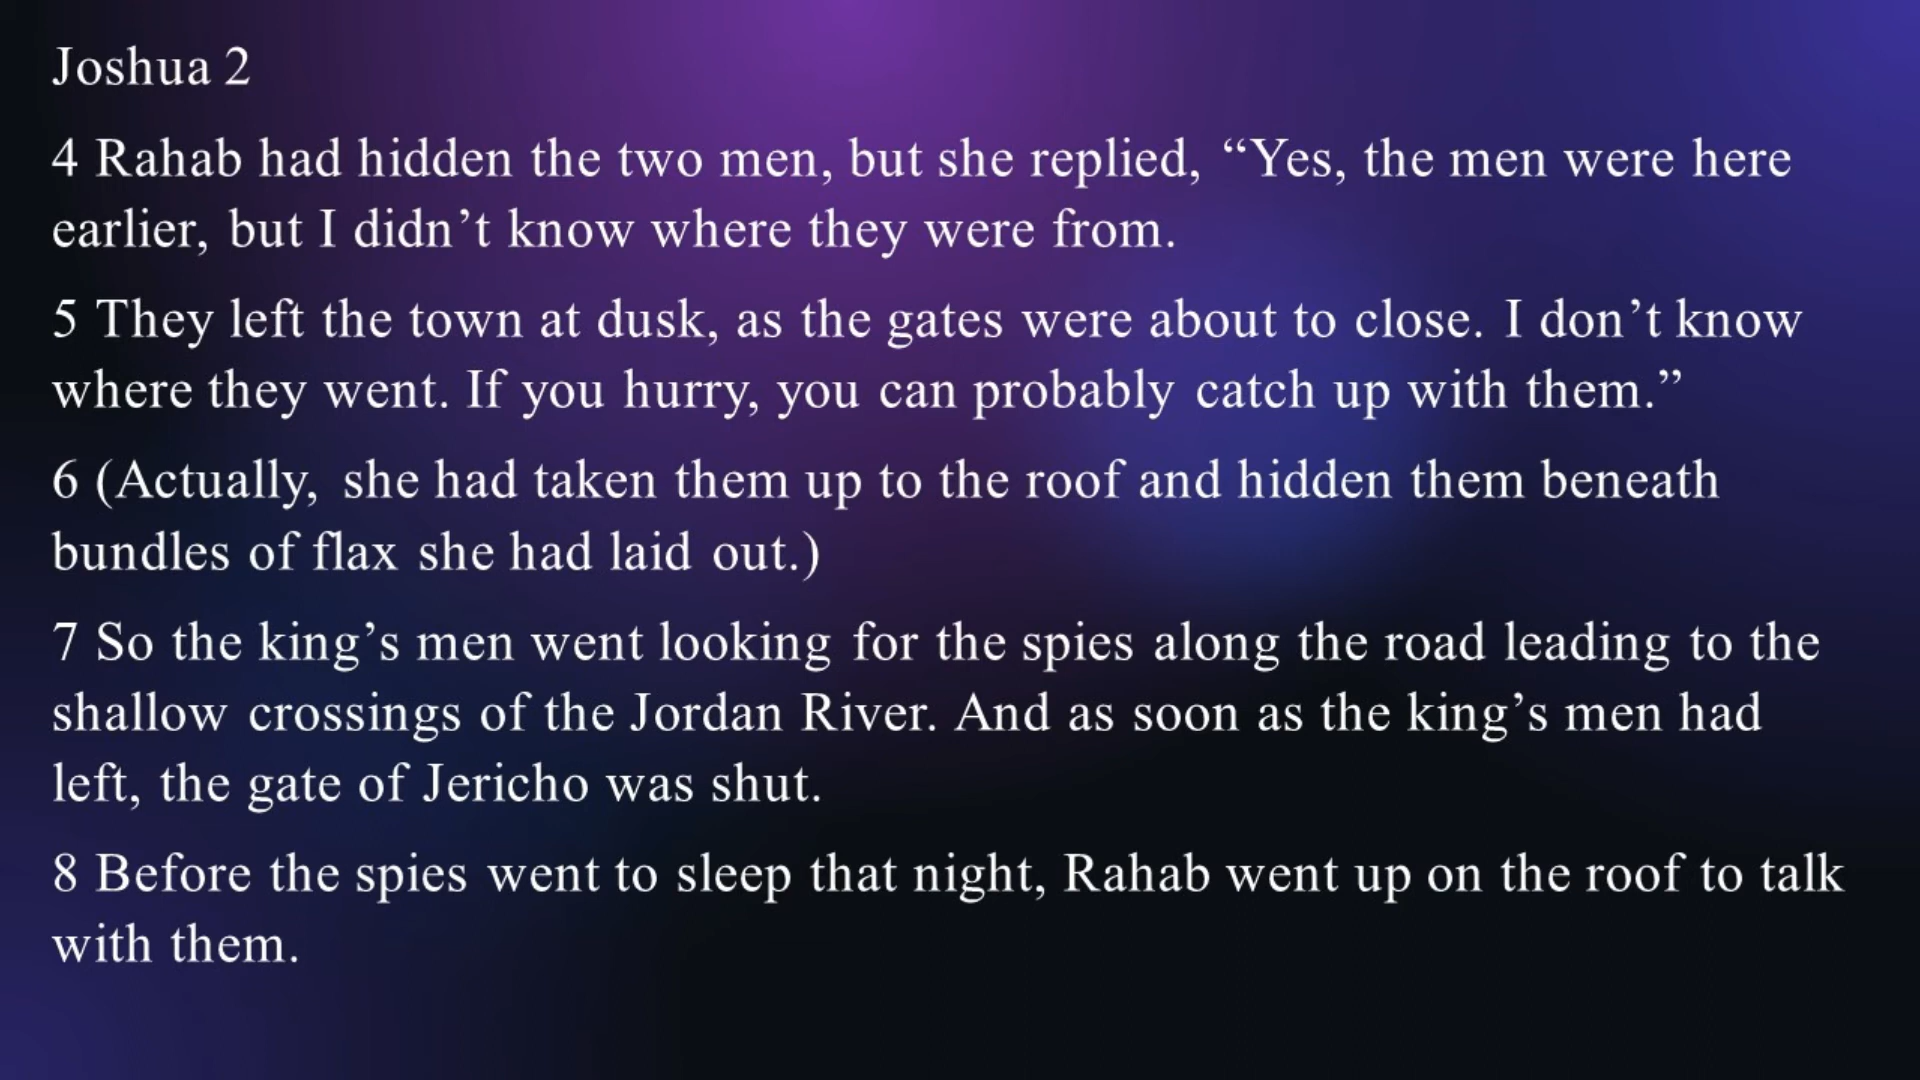 Joshua 2
4 Rahab had hidden the two men, but she replied, “Yes, the men were here
earlier, but I didn’t know where they were from.
5 They left the town at dusk, as the gates were about to close. I don’t know
where they went. If you hurry, you can probably catch up with them.”
6 (Actually, she had taken them up to the roof and hidden them beneath
bundles of flax she had laid out.)
7 So the king’s men went looking for the spies along the road leading to the
shallow crossings of the Jordan River. And as soon as the king’s men had
left, the gate of Jericho was shut.
8 Before the spies went to sleep that night, Rahab went up on the roof to talk
with them.